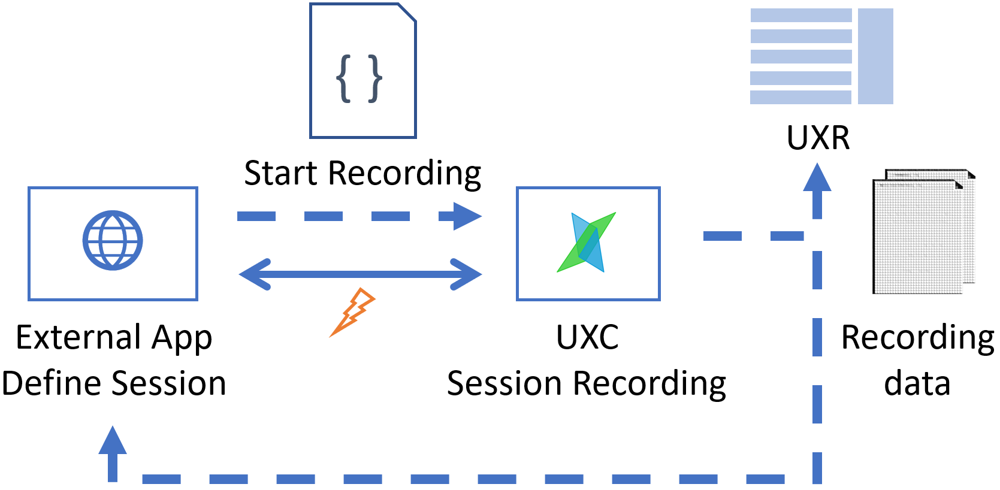 { }
UXR
Start Recording
External App
Define Session
UXC
Session Recording
Recording
data